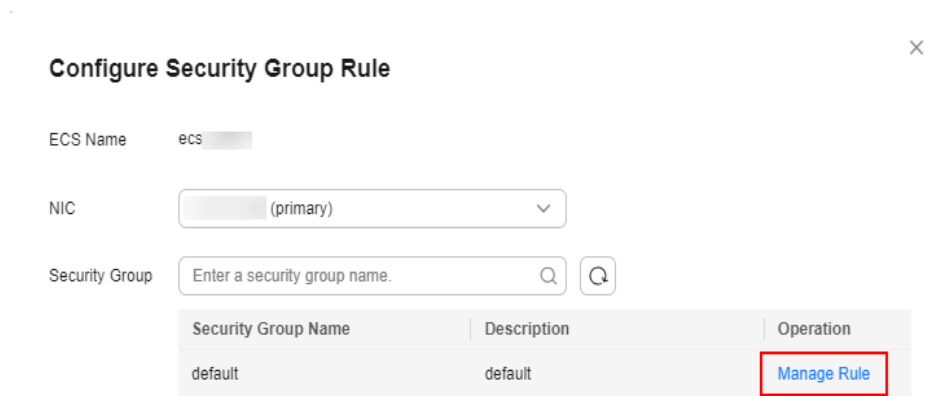 Configure Security Group Rule
ECS Name ecs
NIC (primary)
Security Group Enter a security group name.
Security Group Name Description Operation
default default Manage Rule